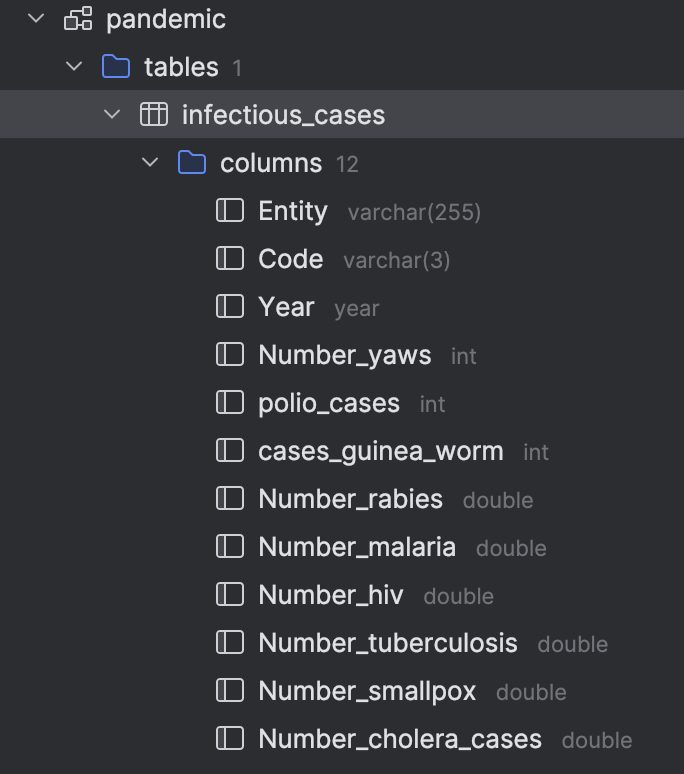 pandemic
tables 1
infectious_cases
columns 12
Entity varchar(255)
Code varchar(3)
Year year
Number_yaws int
polio_cases int
cases_guinea_worm int
Number_rabies double
Number_malaria double
Number_hiv double
Number_tuberculosis double
Number_smallpox double
Number_cholera_cases double